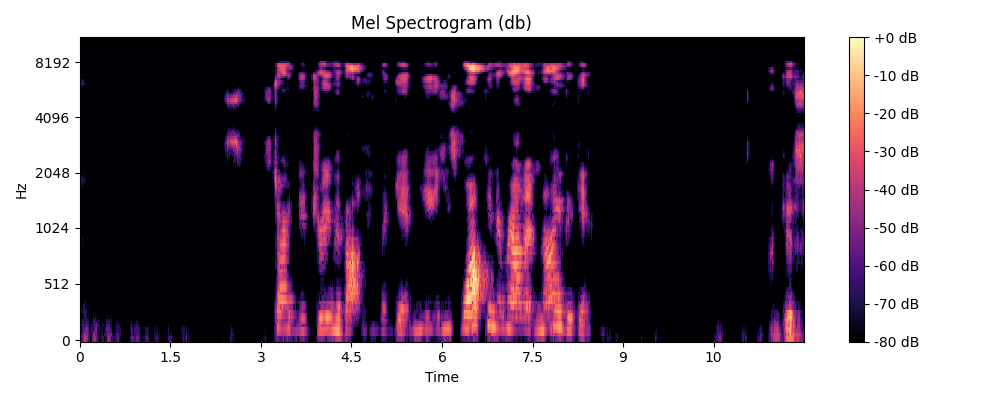 Mel Spectrogram (db)
8192
4096
2048
1024
512
0
Hz
0 1.5 3 4.5 6 7.5 9 10
Time
+0 dB
-10 dB
-20 dB
-30 dB
-40 dB
-50 dB
-60 dB
-70 dB
-80 dB